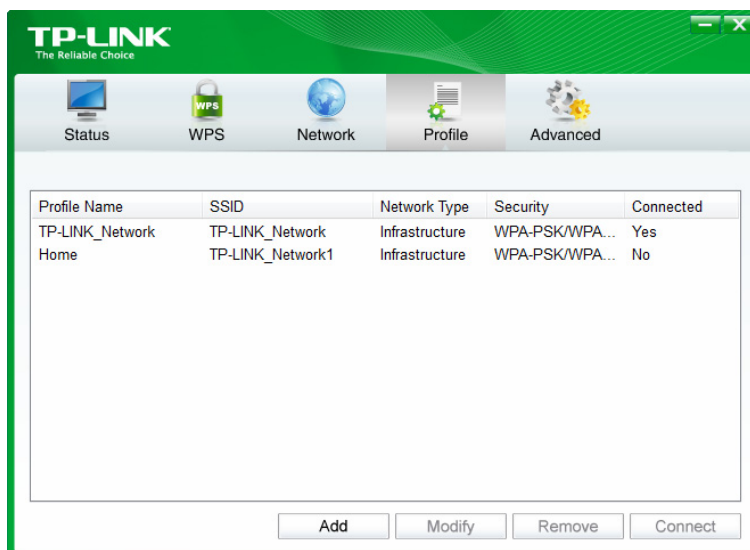 TP-LINK
The Reliable Choice
Status WPS Network Profile Advanced
Profile Name SSID Network Type Security Connected
TP-LINK_Network TP-LINK_Network Infrastructure WPA-PSK/WPA... Yes
Home TP-LINK_Network1 Infrastructure WPA-PSK/WPA... No
Add Modify Remove Connect